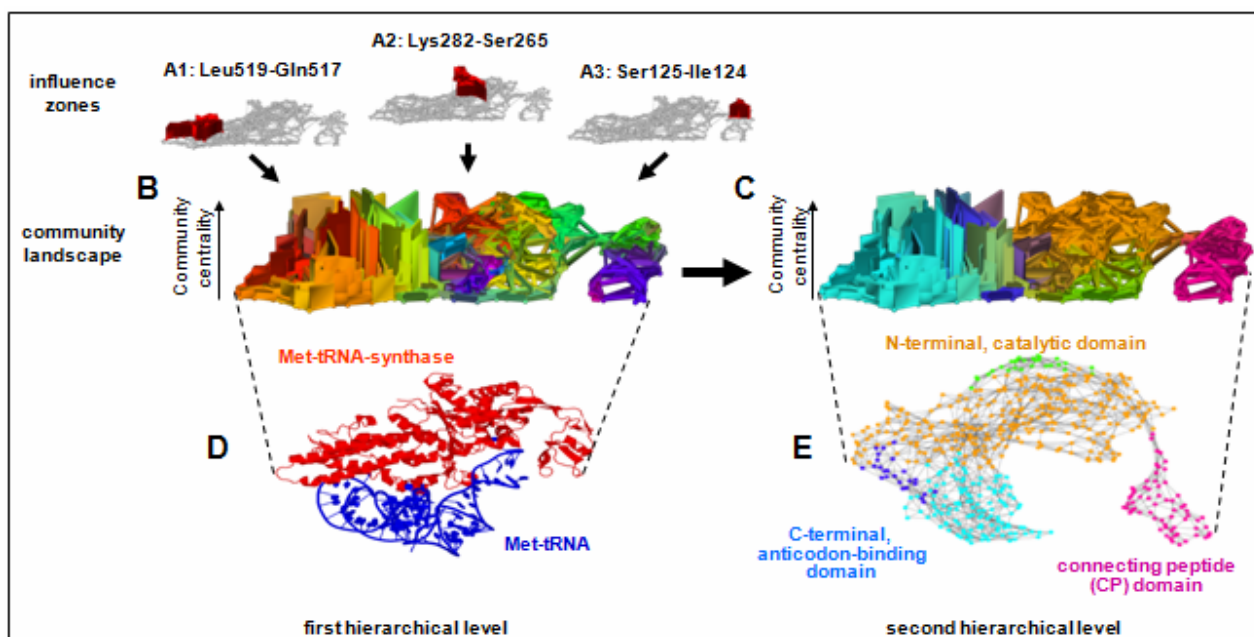 influence
zones
A1: Leu519-Gln517
A2: Lys282-Ser265
A3: Ser125-Ile124
community
landscape
B
Community
centrality
C
Community
centrality
Met-tRNA-synthase
D
Met-tRNA
N-terminal, catalytic domain
E
C-terminal,
anticodon-binding
domain
connecting peptide
(CP) domain
first hierarchical level
second hierarchical level